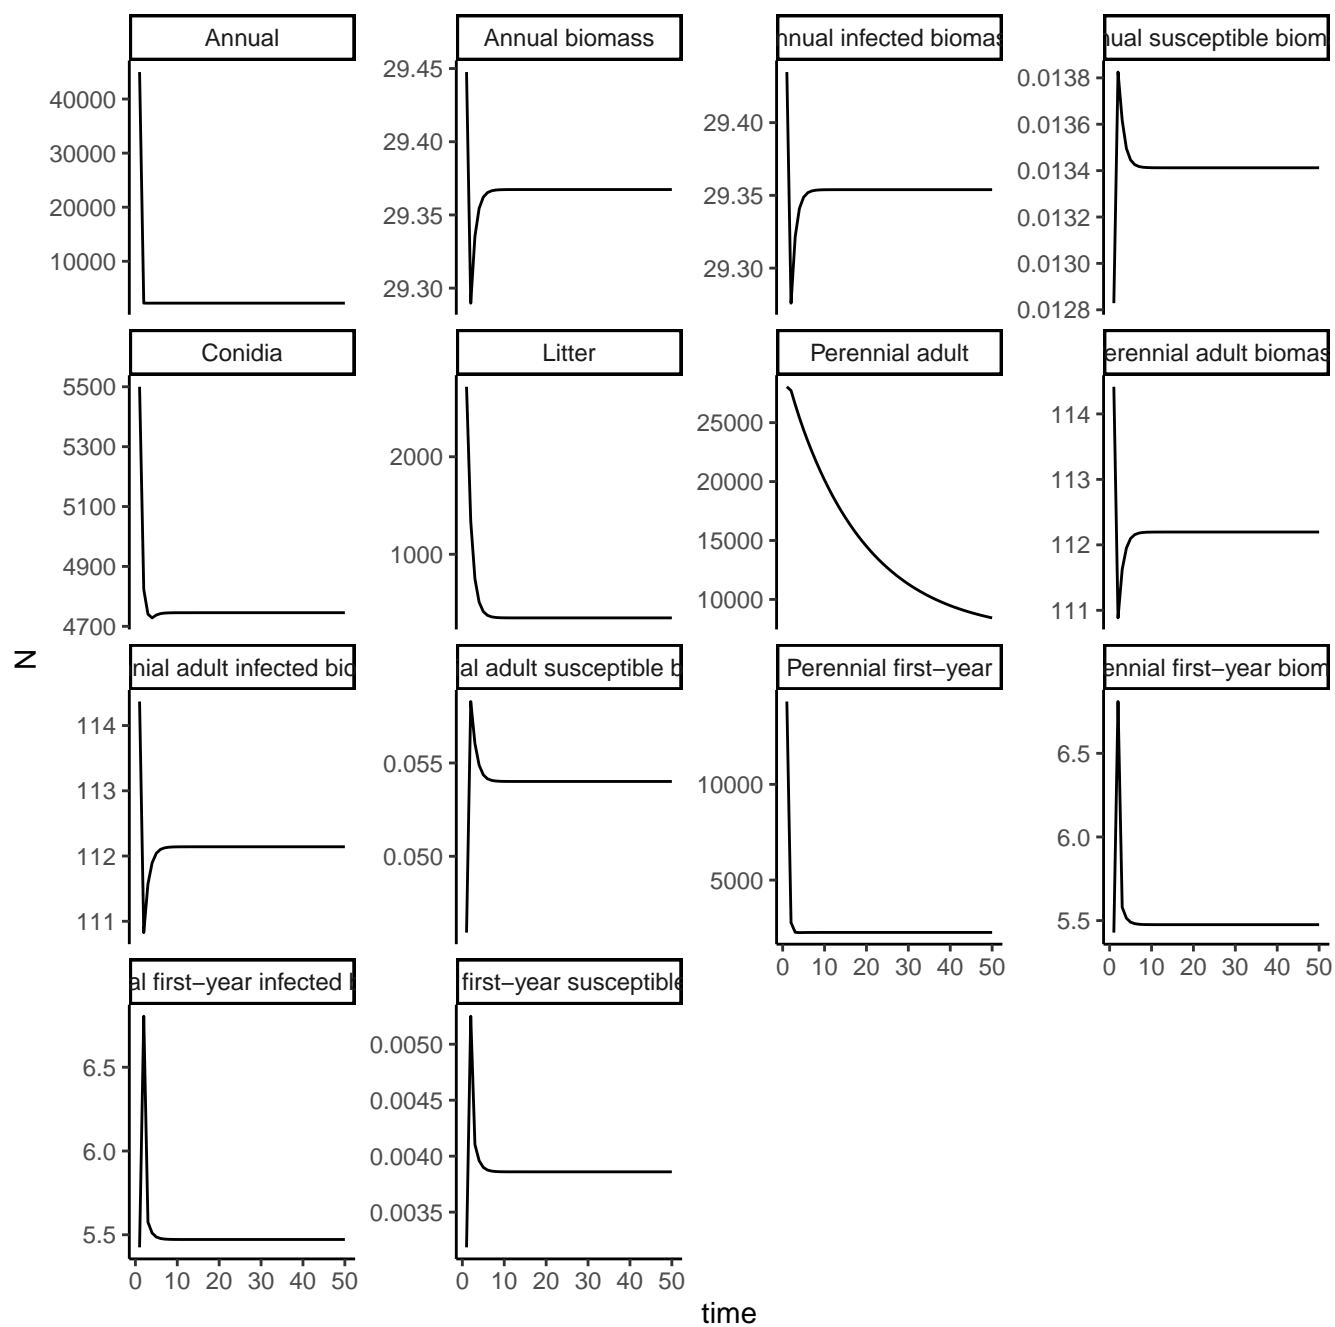 Annual
Annual biomass
nnual infected biomas
nual susceptible biom
40000
30000
20000
10000
29.45
29.40
29.35
29.30
29.40
29.35
29.30
0.0138
0.0136
0.0134
0.0132
0.0130
0.0128
Conidia
Litter
Perennial adult
erennial adult biomas
5500
5300
5100
4900
4700
2000
1000
25000
20000
15000
10000
114
113
112
111
N
nial adult infected bio
al adult susceptible b
Perennial first−year
ennial first−year biom
114
113
112
111
0.055
0.050
10000
5000
6.5
6.0
5.5
0 10 20 30 40 50
0 10 20 30 40 50
al first−year infected b
first−year susceptible
6.5
6.0
5.5
0.0050
0.0045
0.0040
0.0035
0 10 20 30 40 50
0 10 20 30 40 50
time